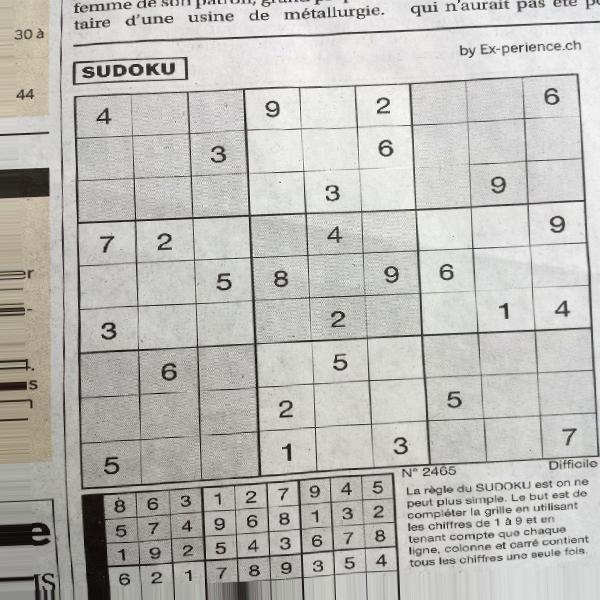 femme de son patron, grand
taire d'une usine de métallurgie.
qui n'aurait pas été
30 à
44
by Ex-perience.ch
SUDOKU
4 9 2 6
3 6
3 9
7 2 4 9
5 8 9 6
3 2 1 4
6 5
2 5
5 1 3 7
N° 2465 Difficile
8 6 3 1 2 7 9 4 5
5 7 4 9 6 8 1 3 2
1 9 2 5 4 3 6 7 8
6 2 1 7 8 9 3 5 4
La règle du SUDOKU est on ne
peut plus simple. Le but est de
compléter la grille en utilisant
les chiffres de 1 à 9 et en
tenant compte que chaque
ligne, colonne et carré contient
tous les chiffres une seule fois.